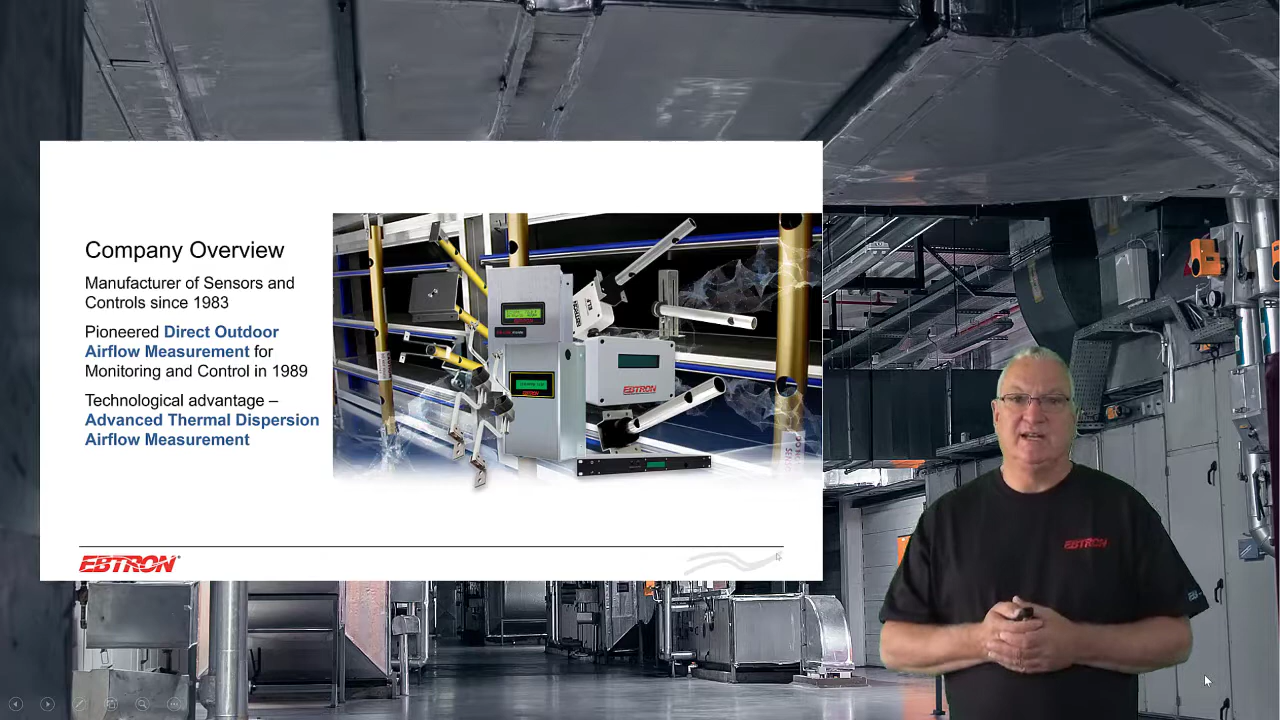 Company Overview
Manufacturer of Sensors and
Controls since 1983
Pioneered Direct Outdoor
Airflow Measurement for
Monitoring and Control in 1989
Technological advantage –
Advanced Thermal Dispersion
Airflow Measurement
EBTRON
EBTRON®
EBTRON